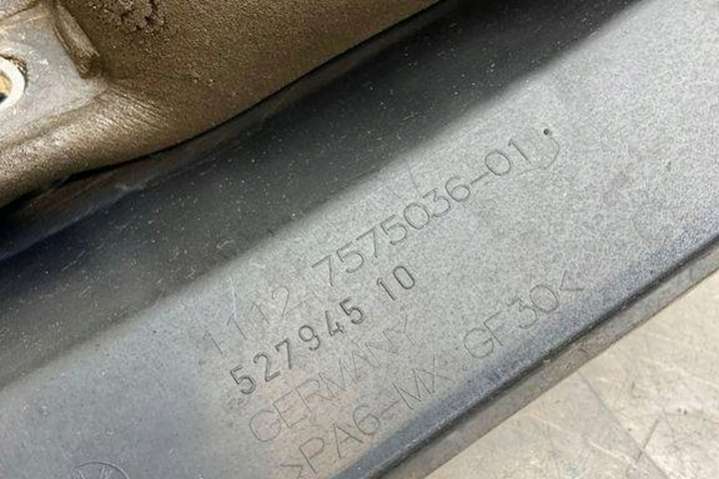 1112 7575036-01
527945 10
GERMANY
>PA6-MX GF30<